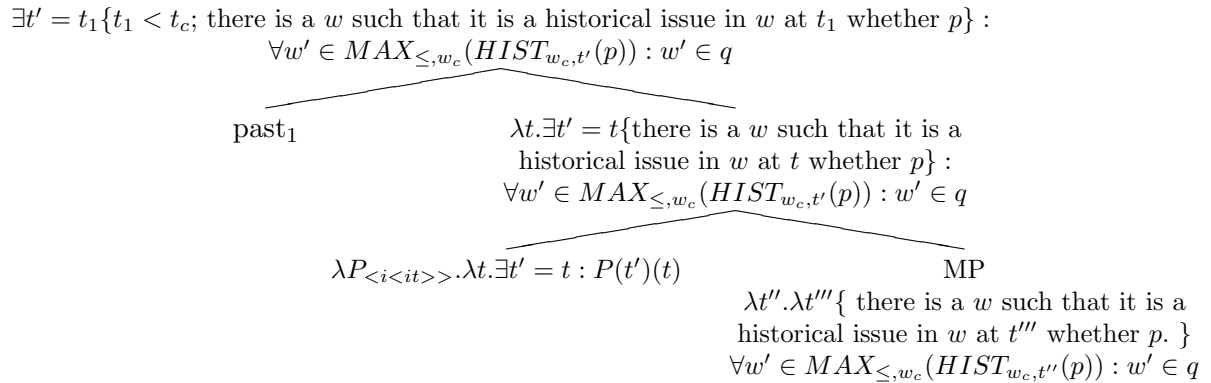 ∃t′ = t₁{t₁ < t_c; there is a w such that it is a historical issue in w at t₁ whether p} :
∀w′ ∈ MAX_{≤,w_c}(HIST_{w_c,t′}(p)) : w′ ∈ q
past₁
λt.∃t′ = t{there is a w such that it is a
historical issue in w at t whether p} :
∀w′ ∈ MAX_{≤,w_c}(HIST_{w_c,t′}(p)) : w′ ∈ q
λP_{<i<it>>}.λt.∃t′ = t : P(t′)(t)
MP
λt″.λt‴{ there is a w such that it is a
historical issue in w at t‴ whether p. }
∀w′ ∈ MAX_{≤,w_c}(HIST_{w_c,t″}(p)) : w′ ∈ q